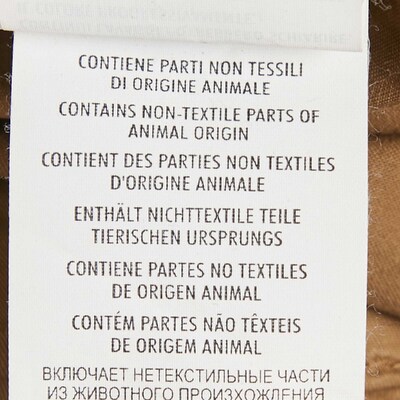 CONTIENE PARTI NON TESSILI
DI ORIGINE ANIMALE
CONTAINS NON-TEXTILE PARTS OF
ANIMAL ORIGIN
CONTIENT DES PARTIES NON TEXTILES
D'ORIGINE ANIMALE
ENTHÄLT NICHTTEXTILE TEILE
TIERISCHEN URSPRUNGS
CONTIENE PARTES NO TEXTILES
DE ORIGEN ANIMAL
CONTÉM PARTES NÃO TÊXTEIS
DE ORIGEM ANIMAL
ВКЛЮЧАЕТ НЕТЕКСТИЛЬНЫЕ ЧАСТИ
ИЗ ЖИВОТНОГО ПРОИЗХОЖДЕНИЯ